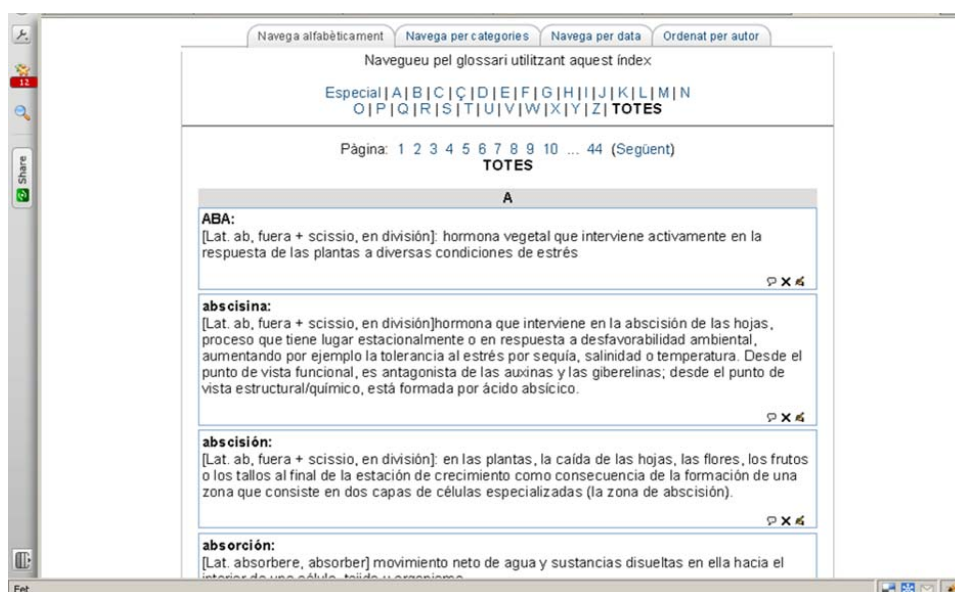 Navega alfabèticament Navega per categories Navega per data Ordenat per autor
Navegueu pel glossari utilitzant aquest índex
Especial | A | B | C | Ç | D | E | F | G | H | I | J | K | L | M | N
O | P | Q | R | S | T | U | V | W | X | Y | Z | TOTES
Pàgina: 1 2 3 4 5 6 7 8 9 10 ... 44 (Següent)
TOTES
A
ABA:
[Lat. ab, fuera + scissio, en división]: hormona vegetal que interviene activamente en la
respuesta de las plantas a diversas condiciones de estrés
abscisina:
[Lat. ab, fuera + scissio, en división]hormona que interviene en la abscisión de las hojas,
proceso que tiene lugar estacionalmente o en respuesta a desfavorabilidad ambiental,
aumentando por ejemplo la tolerancia al estrés por sequía, salinidad o temperatura. Desde el
punto de vista funcional, es antagonista de las auxinas y las giberelinas; desde el punto de
vista estructural/químico, está formada por ácido absícico.
abscisión:
[Lat. ab, fuera + scissio, en división]: en las plantas, la caída de las hojas, las flores, los frutos
o los tallos al final de la estación de crecimiento como consecuencia de la formación de una
zona que consiste en dos capas de células especializadas (la zona de abscisión).
absorción:
[Lat. absorbere, absorber] movimiento neto de agua y sustancias disueltas en ella hacia el
interior de una célula, tejido u organismo
12
Share
Fet